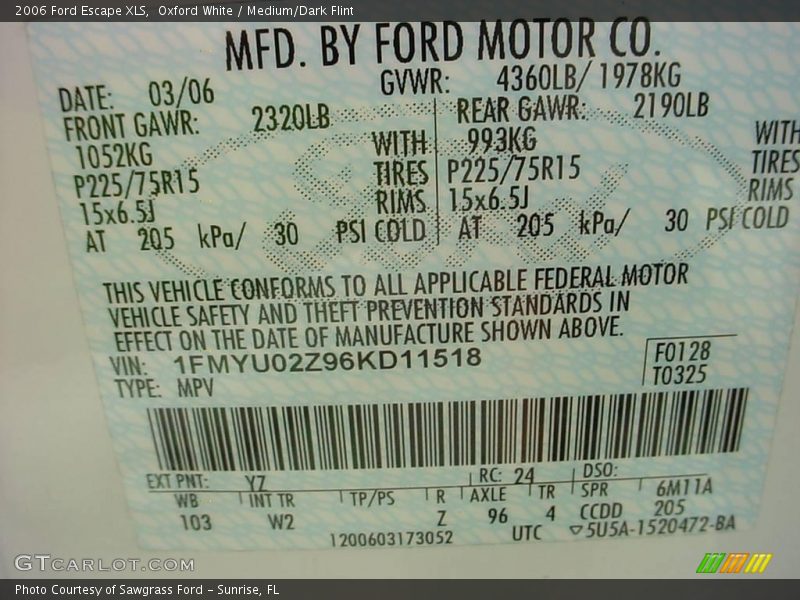 2006 Ford Escape XLS,  Oxford White / Medium/Dark Flint
MFD. BY FORD MOTOR CO.
DATE: 03/06 GVWR: 4360LB/ 1978KG
FRONT GAWR: 2320LB REAR GAWR: 2190LB
1052KG WITH 993KG WITH
P225/75R15 TIRES P225/75R15 TIRES
15x6.5J RIMS 15x6.5J RIMS
AT 205 kPa/ 30 PSI COLD AT 205 kPa/ 30 PSI COLD
THIS VEHICLE CONFORMS TO ALL APPLICABLE FEDERAL MOTOR
VEHICLE SAFETY AND THEFT PREVENTION STANDARDS IN
EFFECT ON THE DATE OF MANUFACTURE SHOWN ABOVE.
VIN: 1FMYU02Z96KD11518 F0128
TYPE: MPV T0325
EXT PNT: YZ RC: 24 DSO:
WB INT TR TP/PS R AXLE TR SPR 6M11A
103 W2 Z 96 4 CCDD 205
1200603173052 UTC ▽5U5A-1520472-BA
GTCARLOT.COM
Photo Courtesy of Sawgrass Ford - Sunrise, FL